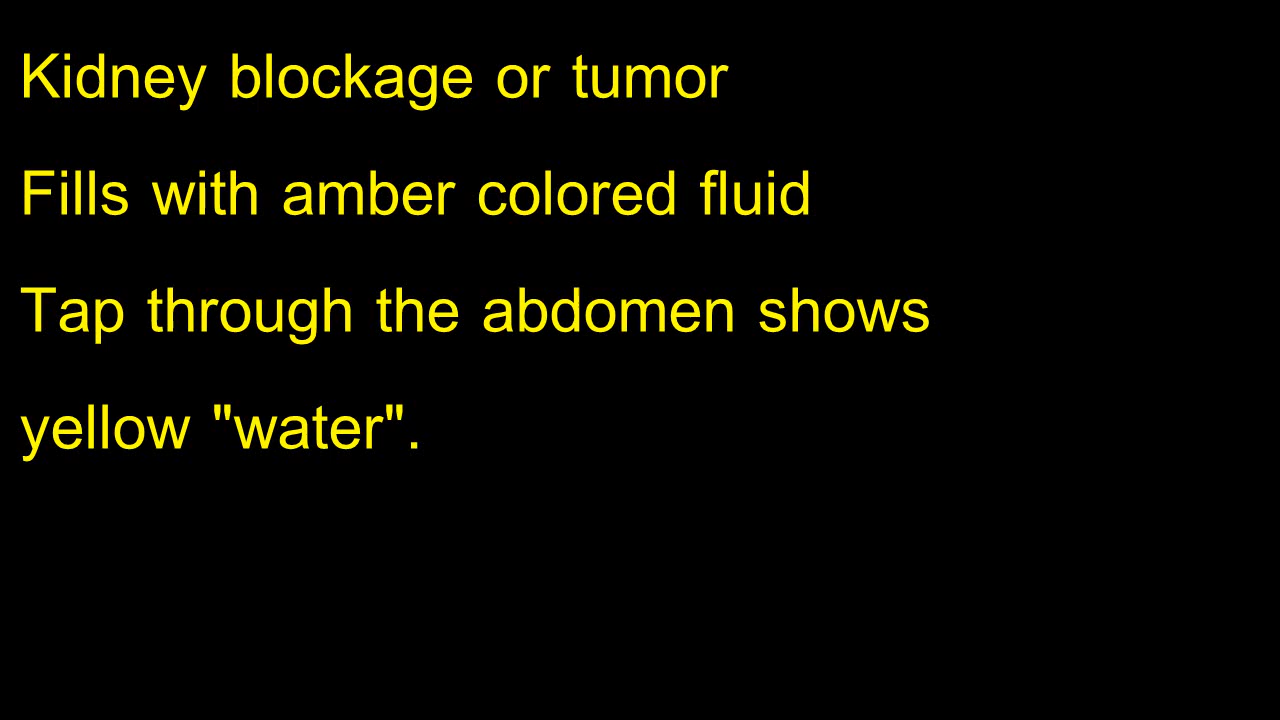 Kidney blockage or tumor
Fills with amber colored fluid
Tap through the abdomen shows
yellow "water".